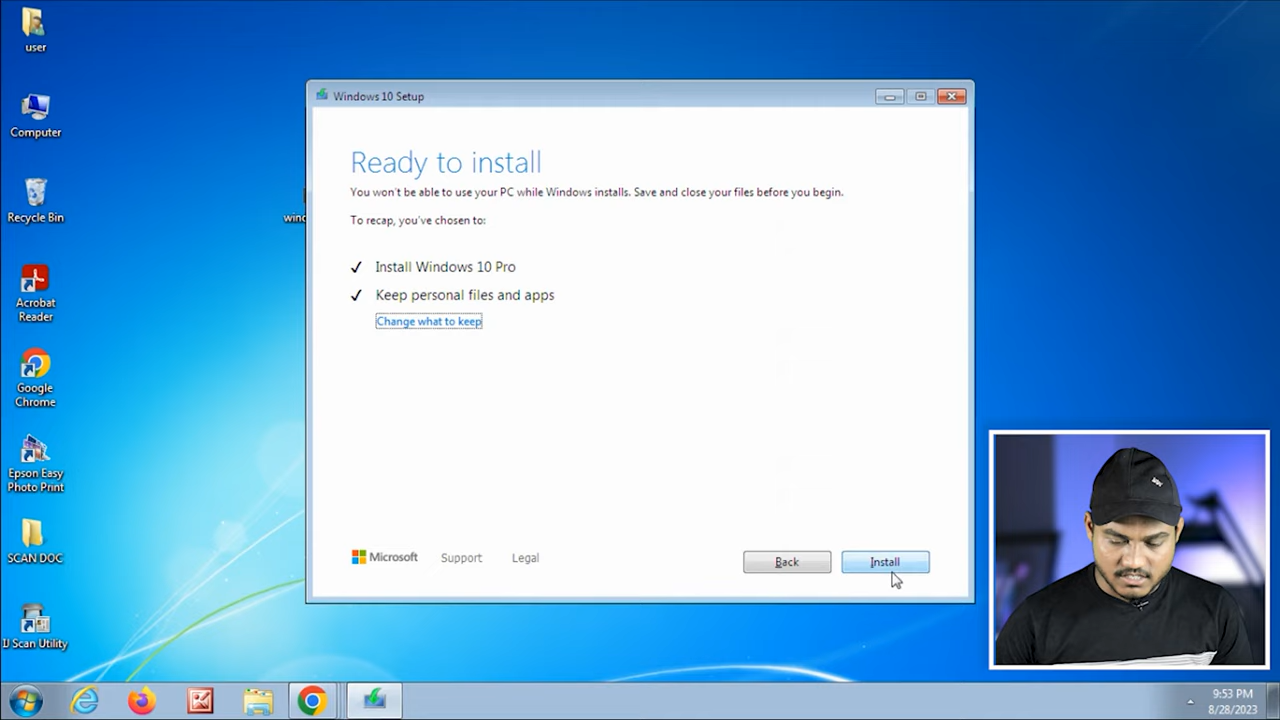 user
Computer
Recycle Bin
Acrobat
Reader
Google
Chrome
Epson Easy
Photo Print
SCAN DOC
IJ Scan Utility
wind
Windows 10 Setup
Ready to install
You won't be able to use your PC while Windows installs. Save and close your files before you begin.
To recap, you've chosen to:
✓ Install Windows 10 Pro
✓ Keep personal files and apps
Change what to keep
Microsoft Support Legal
Back Install
9:53 PM
8/28/2023